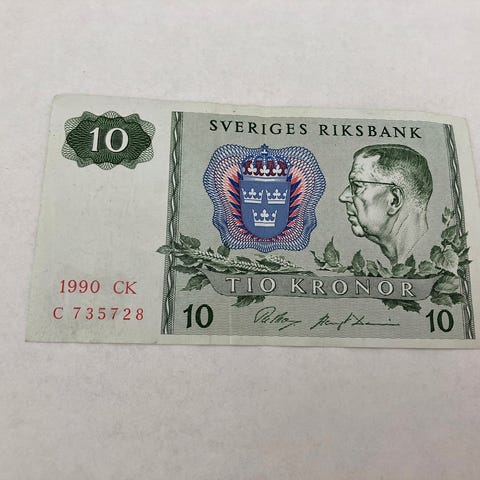 10
SVERIGES RIKSBANK
1990 CK
C 735728
TIO KRONOR
10
10